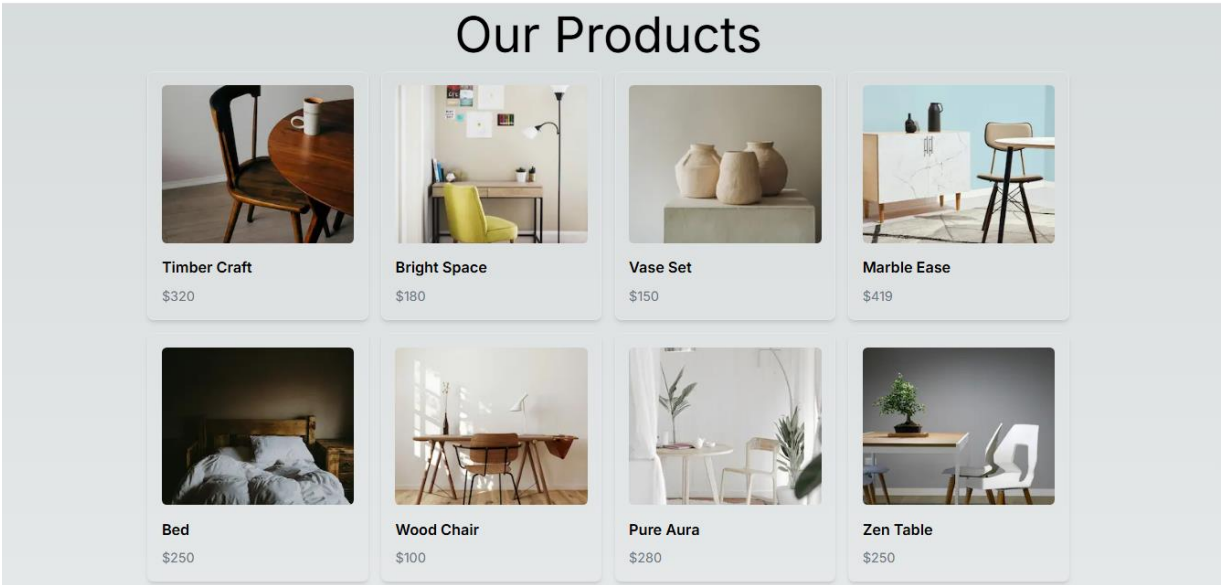 Our Products
Timber Craft
$320
Bright Space
$180
Vase Set
$150
Marble Ease
$419
Bed
$250
Wood Chair
$100
Pure Aura
$280
Zen Table
$250